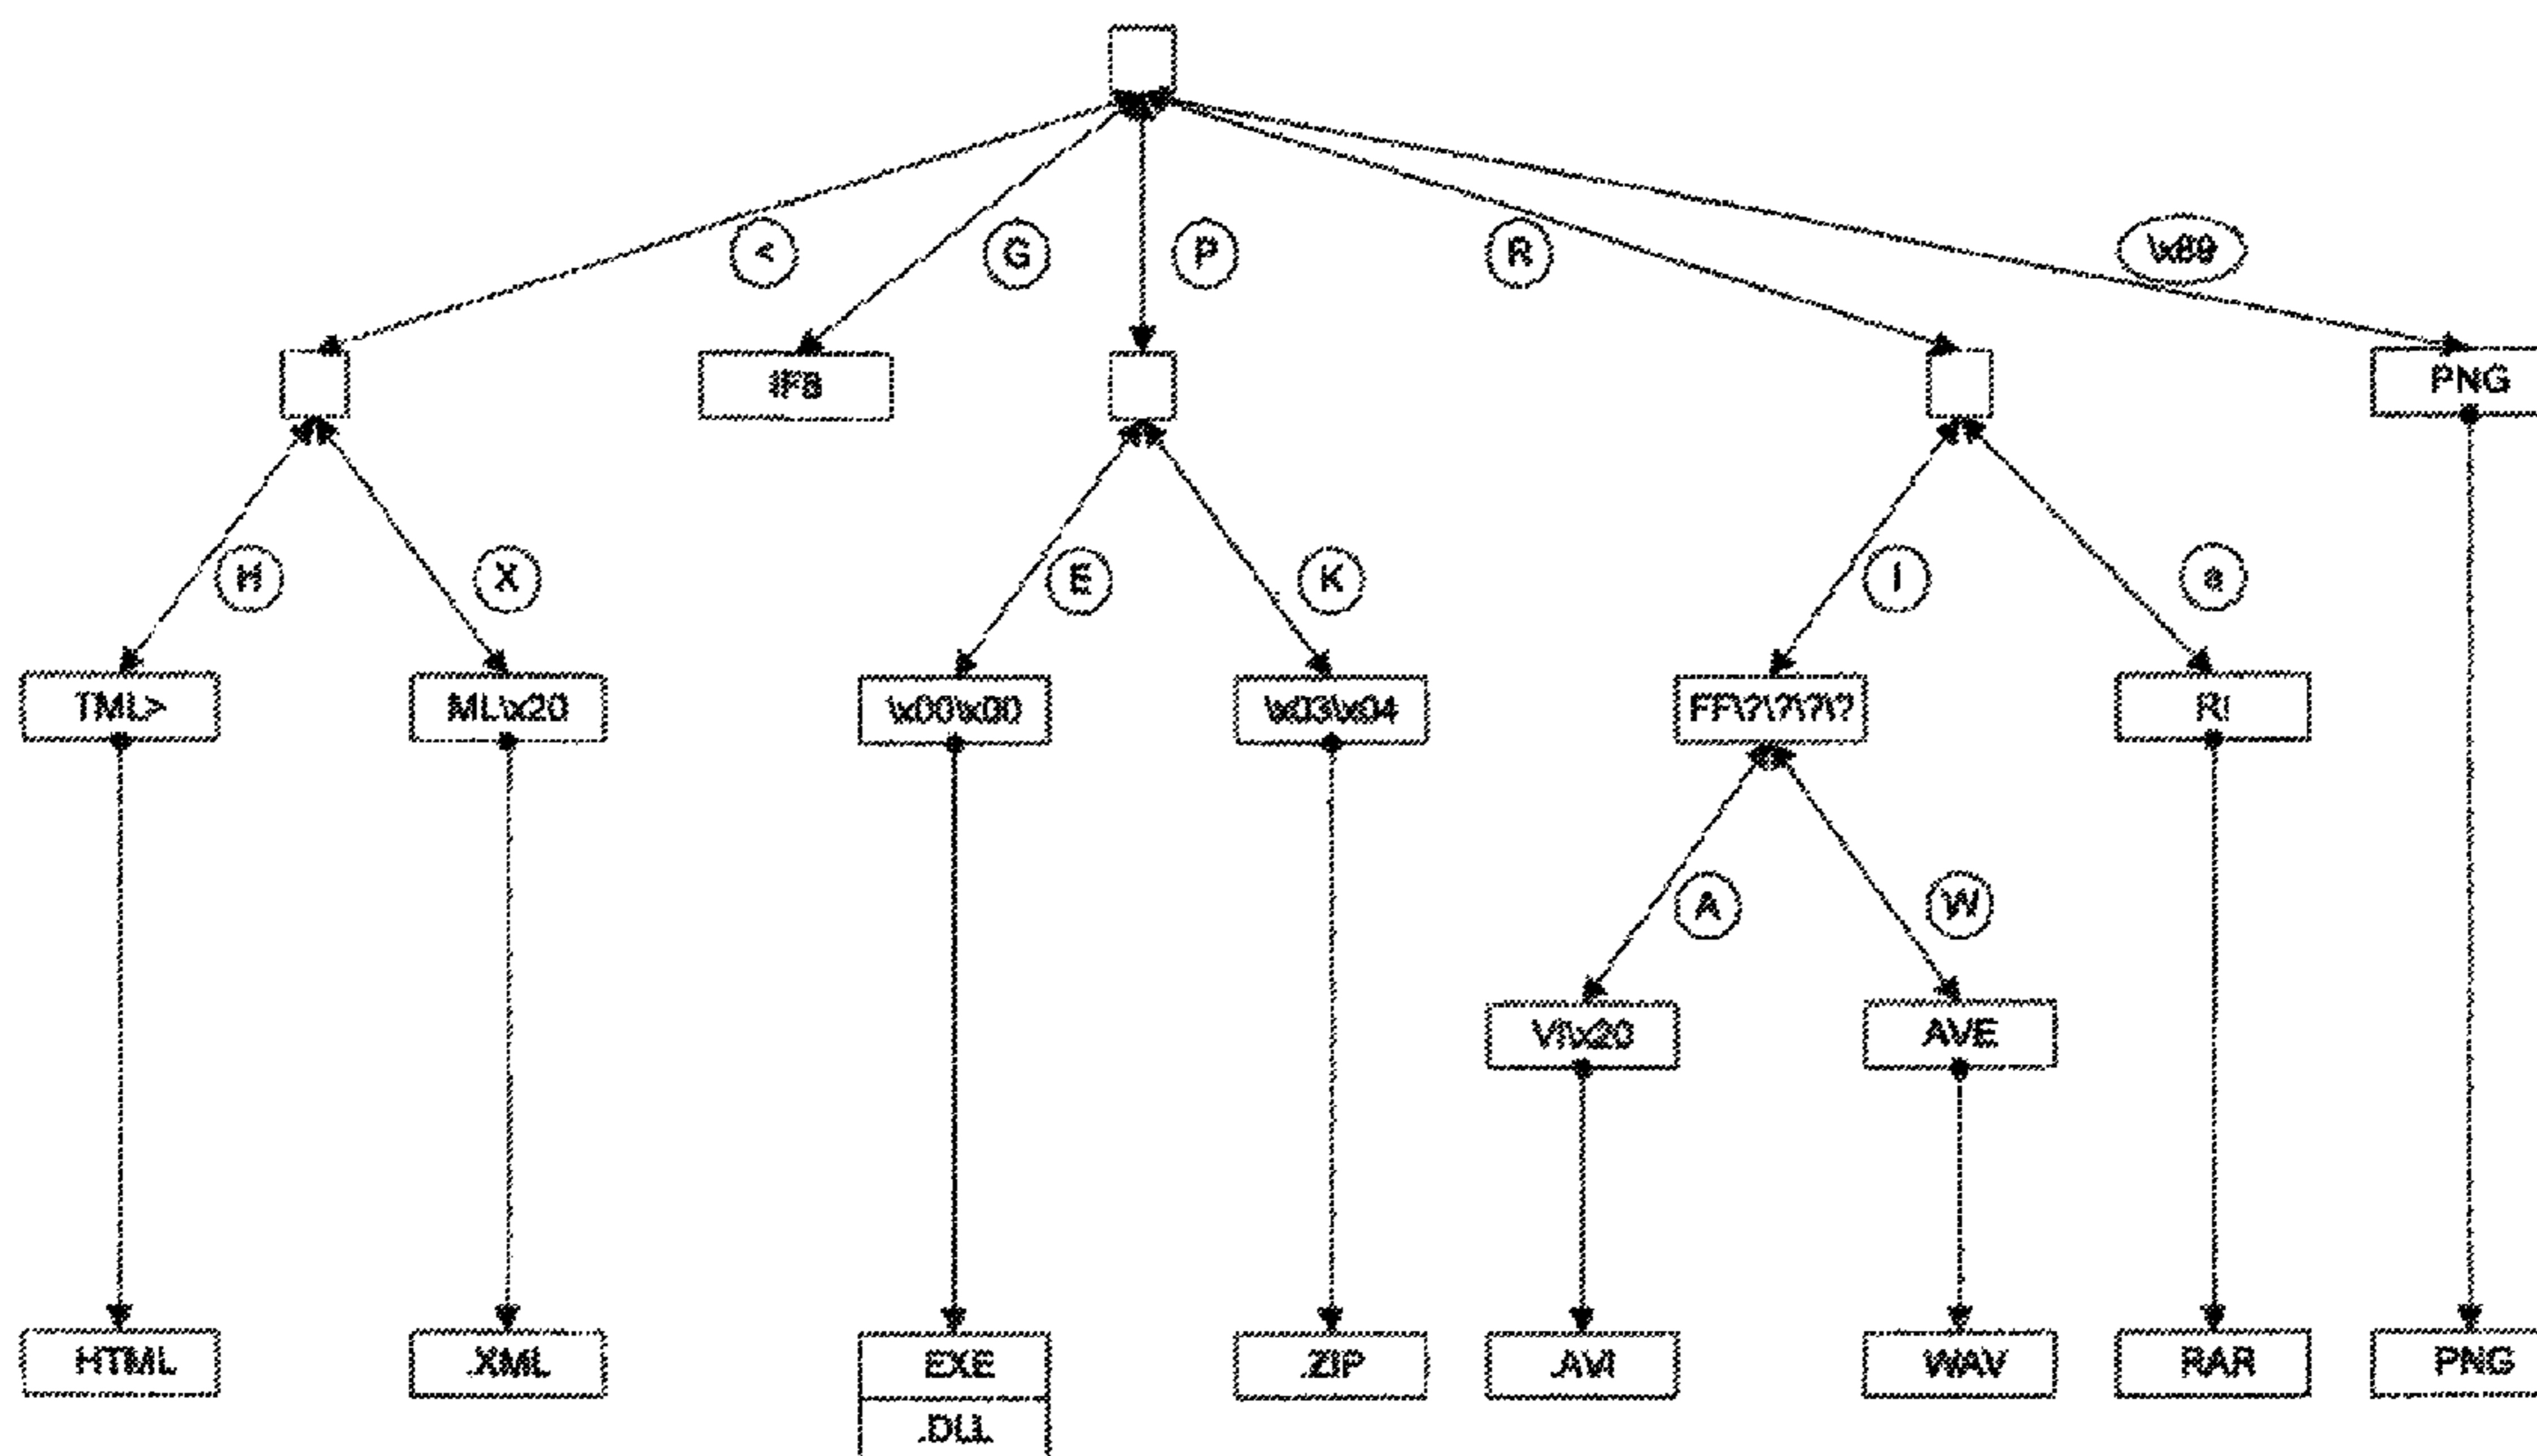 <
G
P
R
\x89
IF8
PNG
H
X
E
K
I
a
TML>
ML\x20
\x00\x00
\x03\x04
FF\?\?\?\?
R!
A
W
VI\x20
AVE
.HTML
.XML
.EXE
.ZIP
.AVI
.WAV
.RAR
.PNG
.DLL